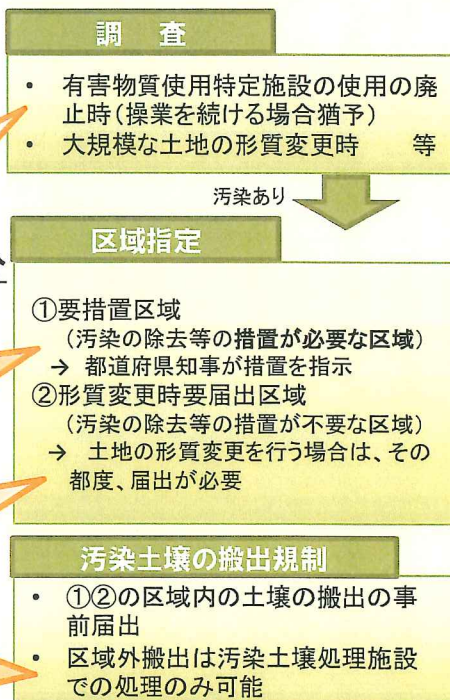 調　査
・ 有害物質使用特定施設の使用の廃
止時(操業を続ける場合猶予)
・ 大規模な土地の形質変更時　等
汚染あり
区域指定
①要措置区域
(汚染の除去等の措置が必要な区域)
→ 都道府県知事が措置を指示
②形質変更時要届出区域
(汚染の除去等の措置が不要な区域)
→ 土地の形質変更を行う場合は、その
都度、届出が必要
汚染土壌の搬出規制
・ ①②の区域内の土壌の搬出の事
前届出
・ 区域外搬出は汚染土壌処理施設
での処理のみ可能